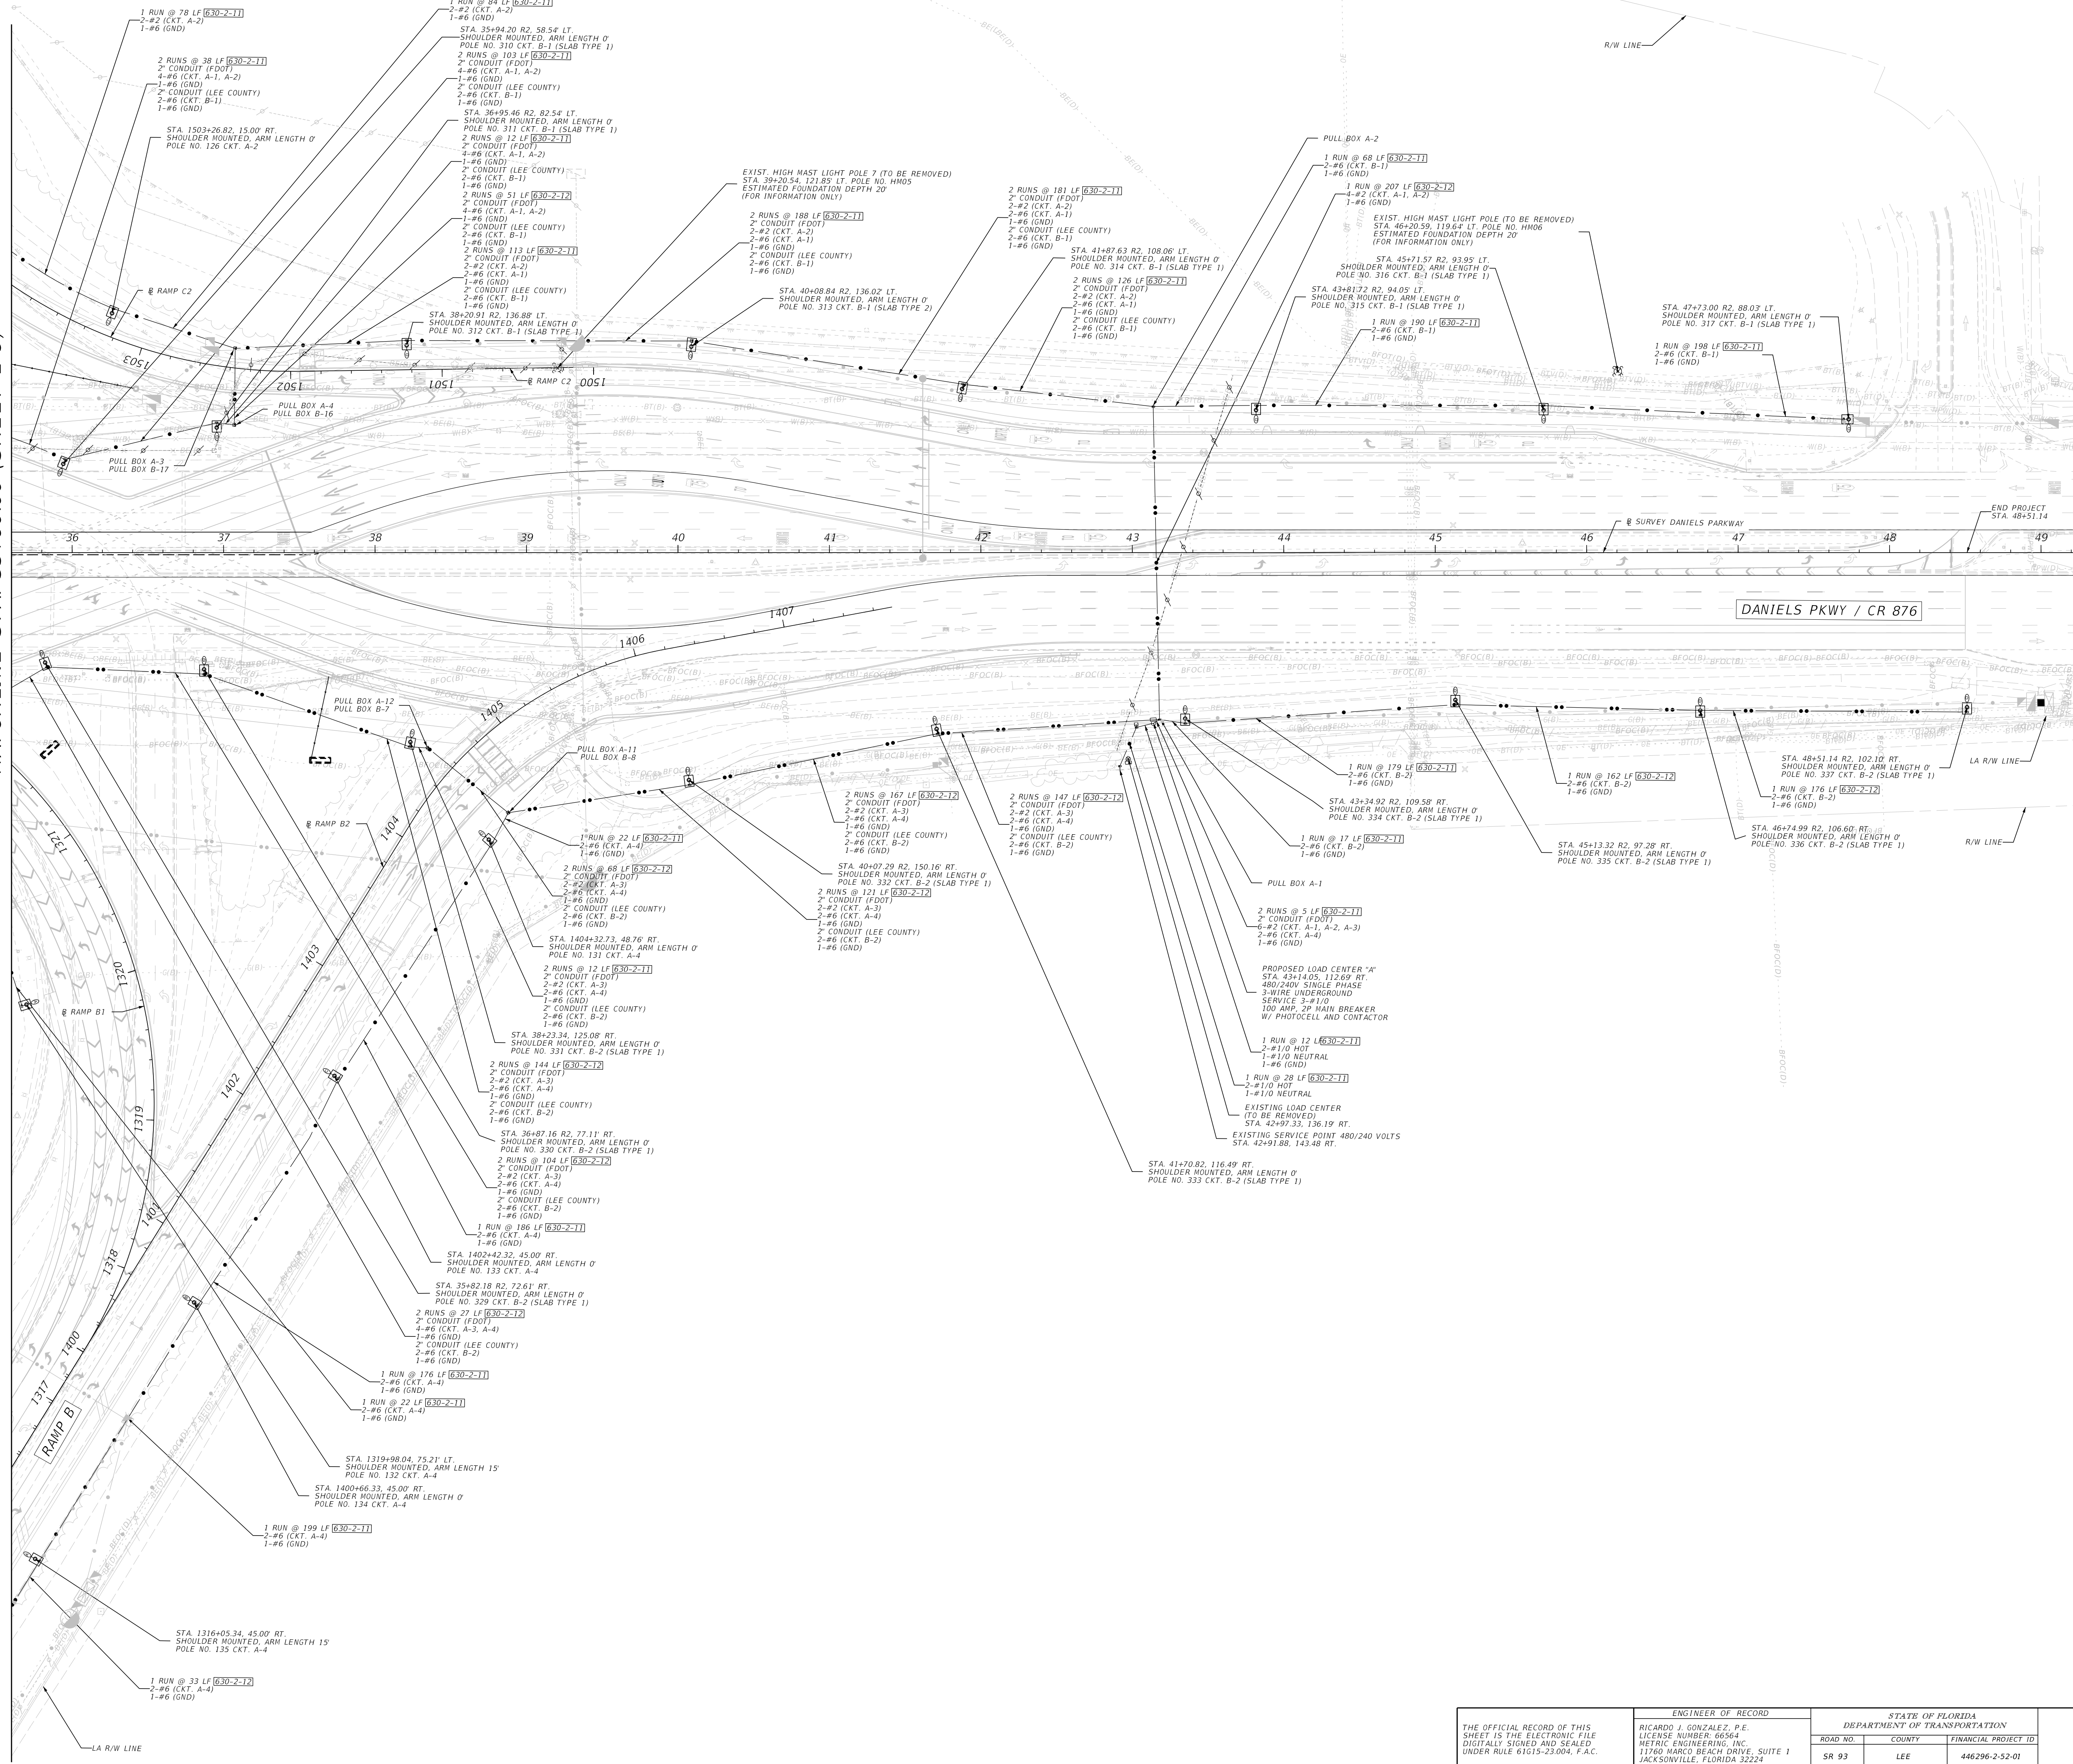 1 RUN @ 78 LF 630-2-11
2-#2 (CKT. A-2)
1-#6 (GND)
1 RUN @ 84 LF 630-2-11
2-#2 (CKT. A-2)
1-#6 (GND)
STA. 35+94.20 R2, 58.54' LT.
SHOULDER MOUNTED, ARM LENGTH 0'
POLE NO. 310 CKT. B-1 (SLAB TYPE 1)
2 RUNS @ 103 LF 630-2-11
2" CONDUIT (FDOT)
4-#6 (CKT. A-1, A-2)
1-#6 (GND)
2" CONDUIT (LEE COUNTY)
2-#6 (CKT. B-1)
1-#6 (GND)
2 RUNS @ 38 LF 630-2-11
2" CONDUIT (FDOT)
4-#6 (CKT. A-1, A-2)
1-#6 (GND)
2" CONDUIT (LEE COUNTY)
2-#6 (CKT. B-1)
1-#6 (GND)
STA. 1503+26.82, 15.00' RT.
SHOULDER MOUNTED, ARM LENGTH 0'
POLE NO. 126 CKT. A-2
STA. 36+95.46 R2, 82.54' LT.
SHOULDER MOUNTED, ARM LENGTH 0'
POLE NO. 311 CKT. B-1 (SLAB TYPE 1)
2 RUNS @ 12 LF 630-2-11
2" CONDUIT (FDOT)
4-#6 (CKT. A-1, A-2)
1-#6 (GND)
2" CONDUIT (LEE COUNTY)
2-#6 (CKT. B-1)
1-#6 (GND)
2 RUNS @ 51 LF 630-2-12
2" CONDUIT (FDOT)
4-#6 (CKT. A-1, A-2)
1-#6 (GND)
2" CONDUIT (LEE COUNTY)
2-#6 (CKT. B-1)
1-#6 (GND)
2 RUNS @ 113 LF 630-2-11
2" CONDUIT (FDOT)
2-#2 (CKT. A-2)
2-#6 (CKT. A-1)
1-#6 (GND)
2" CONDUIT (LEE COUNTY)
2-#6 (CKT. B-1)
1-#6 (GND)
STA. 38+20.91 R2, 136.88' LT.
SHOULDER MOUNTED, ARM LENGTH 0'
POLE NO. 312 CKT. B-1 (SLAB TYPE 1)
EXIST. HIGH MAST LIGHT POLE 7 (TO BE REMOVED)
STA. 39+20.54, 121.85' LT. POLE NO. HM05
ESTIMATED FOUNDATION DEPTH 20'
(FOR INFORMATION ONLY)
2 RUNS @ 188 LF 630-2-11
2" CONDUIT (FDOT)
2-#2 (CKT. A-2)
2-#6 (CKT. A-1)
1-#6 (GND)
2" CONDUIT (LEE COUNTY)
2-#6 (CKT. B-1)
1-#6 (GND)
STA. 40+08.84 R2, 136.02' LT.
SHOULDER MOUNTED, ARM LENGTH 0'
POLE NO. 313 CKT. B-1 (SLAB TYPE 2)
2 RUNS @ 181 LF 630-2-11
2" CONDUIT (FDOT)
2-#2 (CKT. A-2)
2-#6 (CKT. A-1)
1-#6 (GND)
2" CONDUIT (LEE COUNTY)
2-#6 (CKT. B-1)
1-#6 (GND)
STA. 41+87.63 R2, 108.06' LT.
SHOULDER MOUNTED, ARM LENGTH 0'
POLE NO. 314 CKT. B-1 (SLAB TYPE 1)
2 RUNS @ 126 LF 630-2-11
2" CONDUIT (FDOT)
2-#2 (CKT. A-2)
2-#6 (CKT. A-1)
1-#6 (GND)
2" CONDUIT (LEE COUNTY)
2-#6 (CKT. B-1)
1-#6 (GND)
PULL BOX A-2
1 RUN @ 68 LF 630-2-11
2-#6 (CKT. B-1)
1-#6 (GND)
1 RUN @ 207 LF 630-2-12
4-#2 (CKT. A-1, A-2)
1-#6 (GND)
EXIST. HIGH MAST LIGHT POLE (TO BE REMOVED)
STA. 46+20.59, 119.64' LT. POLE NO. HM06
ESTIMATED FOUNDATION DEPTH 20'
(FOR INFORMATION ONLY)
STA. 45+71.57 R2, 93.95' LT.
SHOULDER MOUNTED, ARM LENGTH 0'
POLE NO. 316 CKT. B-1 (SLAB TYPE 1)
STA. 43+81.72 R2, 94.05' LT.
SHOULDER MOUNTED, ARM LENGTH 0'
POLE NO. 315 CKT. B-1 (SLAB TYPE 1)
1 RUN @ 190 LF 630-2-11
2-#6 (CKT. B-1)
1-#6 (GND)
STA. 47+73.00 R2, 88.03' LT.
SHOULDER MOUNTED, ARM LENGTH 0'
POLE NO. 317 CKT. B-1 (SLAB TYPE 1)
1 RUN @ 198 LF 630-2-11
2-#6 (CKT. B-1)
1-#6 (GND)
R/W LINE
℄ RAMP C2
1503
1502
1501
1500
℄ RAMP C2
PULL BOX A-4
PULL BOX B-16
PULL BOX A-3
PULL BOX B-17
℄ SURVEY DANIELS PARKWAY
END PROJECT
STA. 48+51.14
36 37 38 39 40 41 42 43 44 45 46 47 48 49
DANIELS PKWY / CR 876
1407
1406
1405
1404
1403
1402
1401
1400
1321
1320
1319
1318
1317
PULL BOX A-12
PULL BOX B-7
PULL BOX A-11
PULL BOX B-8
℄ RAMP B2
℄ RAMP B1
RAMP B
1 RUN @ 22 LF 630-2-11
2-#6 (CKT. A-4)
1-#6 (GND)
2 RUNS @ 68 LF 630-2-12
2" CONDUIT (FDOT)
2-#2 (CKT. A-3)
2-#6 (CKT. A-4)
1-#6 (GND)
2" CONDUIT (LEE COUNTY)
2-#6 (CKT. B-2)
1-#6 (GND)
STA. 1404+32.73, 48.76' RT.
SHOULDER MOUNTED, ARM LENGTH 0'
POLE NO. 131 CKT. A-4
2 RUNS @ 12 LF 630-2-11
2" CONDUIT (FDOT)
2-#2 (CKT. A-3)
2-#6 (CKT. A-4)
1-#6 (GND)
2" CONDUIT (LEE COUNTY)
2-#6 (CKT. B-2)
1-#6 (GND)
STA. 38+23.34, 125.08' RT.
SHOULDER MOUNTED, ARM LENGTH 0'
POLE NO. 331 CKT. B-2 (SLAB TYPE 1)
2 RUNS @ 144 LF 630-2-12
2" CONDUIT (FDOT)
2-#2 (CKT. A-3)
2-#6 (CKT. A-4)
1-#6 (GND)
2" CONDUIT (LEE COUNTY)
2-#6 (CKT. B-2)
1-#6 (GND)
STA. 36+87.16 R2, 77.11' RT.
SHOULDER MOUNTED, ARM LENGTH 0'
POLE NO. 330 CKT. B-2 (SLAB TYPE 1)
2 RUNS @ 104 LF 630-2-12
2" CONDUIT (FDOT)
2-#2 (CKT. A-3)
2-#6 (CKT. A-4)
1-#6 (GND)
2" CONDUIT (LEE COUNTY)
2-#6 (CKT. B-2)
1-#6 (GND)
1 RUN @ 186 LF 630-2-11
2-#6 (CKT. A-4)
1-#6 (GND)
STA. 1402+42.32, 45.00' RT.
SHOULDER MOUNTED, ARM LENGTH 0'
POLE NO. 133 CKT. A-4
STA. 35+82.18 R2, 72.61' RT.
SHOULDER MOUNTED, ARM LENGTH 0'
POLE NO. 329 CKT. B-2 (SLAB TYPE 1)
2 RUNS @ 27 LF 630-2-12
2" CONDUIT (FDOT)
4-#6 (CKT. A-3, A-4)
1-#6 (GND)
2" CONDUIT (LEE COUNTY)
2-#6 (CKT. B-2)
1-#6 (GND)
1 RUN @ 176 LF 630-2-11
2-#6 (CKT. A-4)
1-#6 (GND)
1 RUN @ 22 LF 630-2-11
2-#6 (CKT. A-4)
1-#6 (GND)
STA. 1319+98.04, 75.21' LT.
SHOULDER MOUNTED, ARM LENGTH 15'
POLE NO. 132 CKT. A-4
STA. 1400+66.33, 45.00' RT.
SHOULDER MOUNTED, ARM LENGTH 0'
POLE NO. 134 CKT. A-4
1 RUN @ 199 LF 630-2-11
2-#6 (CKT. A-4)
1-#6 (GND)
STA. 1316+05.34, 45.00' RT.
SHOULDER MOUNTED, ARM LENGTH 15'
POLE NO. 135 CKT. A-4
1 RUN @ 33 LF 630-2-12
2-#6 (CKT. A-4)
1-#6 (GND)
LA R/W LINE
2 RUNS @ 167 LF 630-2-12
2" CONDUIT (FDOT)
2-#2 (CKT. A-3)
2-#6 (CKT. A-4)
1-#6 (GND)
2" CONDUIT (LEE COUNTY)
2-#6 (CKT. B-2)
1-#6 (GND)
STA. 40+07.29 R2, 150.16' RT.
SHOULDER MOUNTED, ARM LENGTH 0'
POLE NO. 332 CKT. B-2 (SLAB TYPE 1)
2 RUNS @ 121 LF 630-2-12
2" CONDUIT (FDOT)
2-#2 (CKT. A-3)
2-#6 (CKT. A-4)
1-#6 (GND)
2" CONDUIT (LEE COUNTY)
2-#6 (CKT. B-2)
1-#6 (GND)
2 RUNS @ 147 LF 630-2-12
2" CONDUIT (FDOT)
2-#2 (CKT. A-3)
2-#6 (CKT. A-4)
1-#6 (GND)
2" CONDUIT (LEE COUNTY)
2-#6 (CKT. B-2)
1-#6 (GND)
1 RUN @ 179 LF 630-2-11
2-#6 (CKT. B-2)
1-#6 (GND)
STA. 43+34.92 R2, 109.58' RT.
SHOULDER MOUNTED, ARM LENGTH 0'
POLE NO. 334 CKT. B-2 (SLAB TYPE 1)
1 RUN @ 17 LF 630-2-11
2-#6 (CKT. B-2)
1-#6 (GND)
PULL BOX A-1
2 RUNS @ 5 LF 630-2-11
2" CONDUIT (FDOT)
6-#2 (CKT. A-1, A-2, A-3)
2-#6 (CKT. A-4)
1-#6 (GND)
PROPOSED LOAD CENTER "A"
STA. 43+14.05, 112.69' RT.
480/240V SINGLE PHASE
3-WIRE UNDERGROUND
SERVICE 3-#1/0
100 AMP, 2P MAIN BREAKER
W/ PHOTOCELL AND CONTACTOR
1 RUN @ 12 LF 630-2-11
2-#1/0 HOT
1-#1/0 NEUTRAL
1-#6 (GND)
1 RUN @ 28 LF 630-2-11
2-#1/0 HOT
1-#1/0 NEUTRAL
EXISTING LOAD CENTER
(TO BE REMOVED)
STA. 42+97.33, 136.19' RT.
EXISTING SERVICE POINT 480/240 VOLTS
STA. 42+91.88, 143.48' RT.
STA. 41+70.82, 116.49' RT.
SHOULDER MOUNTED, ARM LENGTH 0'
POLE NO. 333 CKT. B-2 (SLAB TYPE 1)
1 RUN @ 162 LF 630-2-12
2-#6 (CKT. B-2)
1-#6 (GND)
STA. 45+13.32 R2, 97.28' RT.
SHOULDER MOUNTED, ARM LENGTH 0'
POLE NO. 335 CKT. B-2 (SLAB TYPE 1)
STA. 48+51.14 R2, 102.10' RT.
SHOULDER MOUNTED, ARM LENGTH 0'
POLE NO. 337 CKT. B-2 (SLAB TYPE 1)
1 RUN @ 176 LF 630-2-12
2-#6 (CKT. B-2)
1-#6 (GND)
STA. 46+74.99 R2, 106.60' RT.
SHOULDER MOUNTED, ARM LENGTH 0'
POLE NO. 336 CKT. B-2 (SLAB TYPE 1)
LA R/W LINE
R/W LINE
THE OFFICIAL RECORD OF THIS
SHEET IS THE ELECTRONIC FILE
DIGITALLY SIGNED AND SEALED
UNDER RULE 61G15-23.004, F.A.C.
ENGINEER OF RECORD
RICARDO J. GONZALEZ, P.E.
LICENSE NUMBER: 66564
METRIC ENGINEERING, INC.
11760 MARCO BEACH DRIVE, SUITE 1
JACKSONVILLE, FLORIDA 32224
STATE OF FLORIDA
DEPARTMENT OF TRANSPORTATION
ROAD NO. COUNTY FINANCIAL PROJECT ID
SR 93 LEE 446296-2-52-01